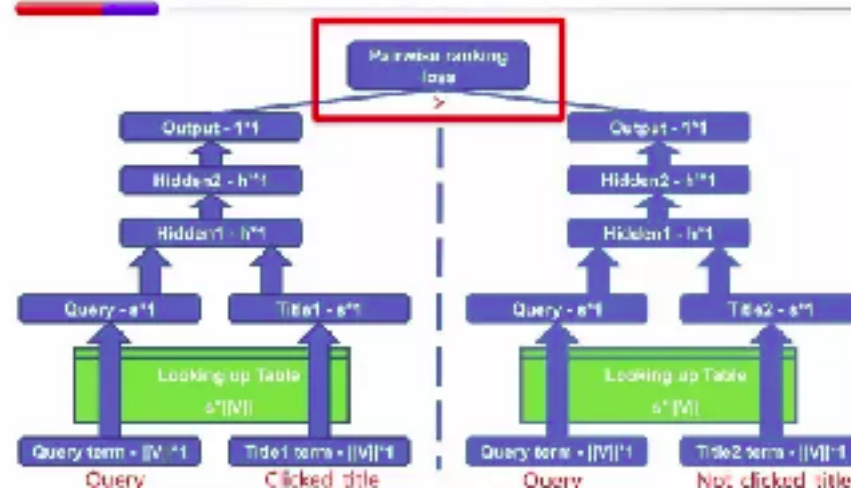 Pairwise ranking
loss
>
Output - 1*1
Output - 1*1
Hidden2 - h'*1
Hidden2 - h'*1
Hidden1 - h*1
Hidden1 - h*1
Query - s*1
Title1 - s*1
Query - s*1
Title2 - s*1
Looking up Table
s*||V||
Looking up Table
s*||V||
Query term - ||V||*1
Title1 term - ||V||*1
Query term - ||V||*1
Title2 term - ||V||*1
Query
Clicked title
Query
Not clicked title